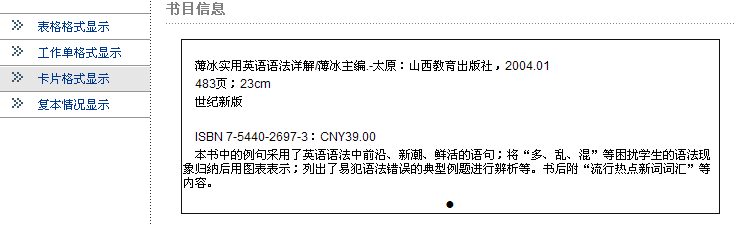 书目信息
表格格式显示
工作单格式显示
卡片格式显示
复本情况显示
薄冰实用英语语法详解/薄冰主编.-太原：山西教育出版社，2004.01
483页；23cm
世纪新版
ISBN 7-5440-2697-3：CNY39.00
本书中的例句采用了英语语法中前沿、新潮、鲜活的语句；将“多、乱、混”等困扰学生的语法现
象归纳后用图表表示；列出了易犯语法错误的典型例题进行辨析等。书后附“流行热点新词词汇”等
内容。